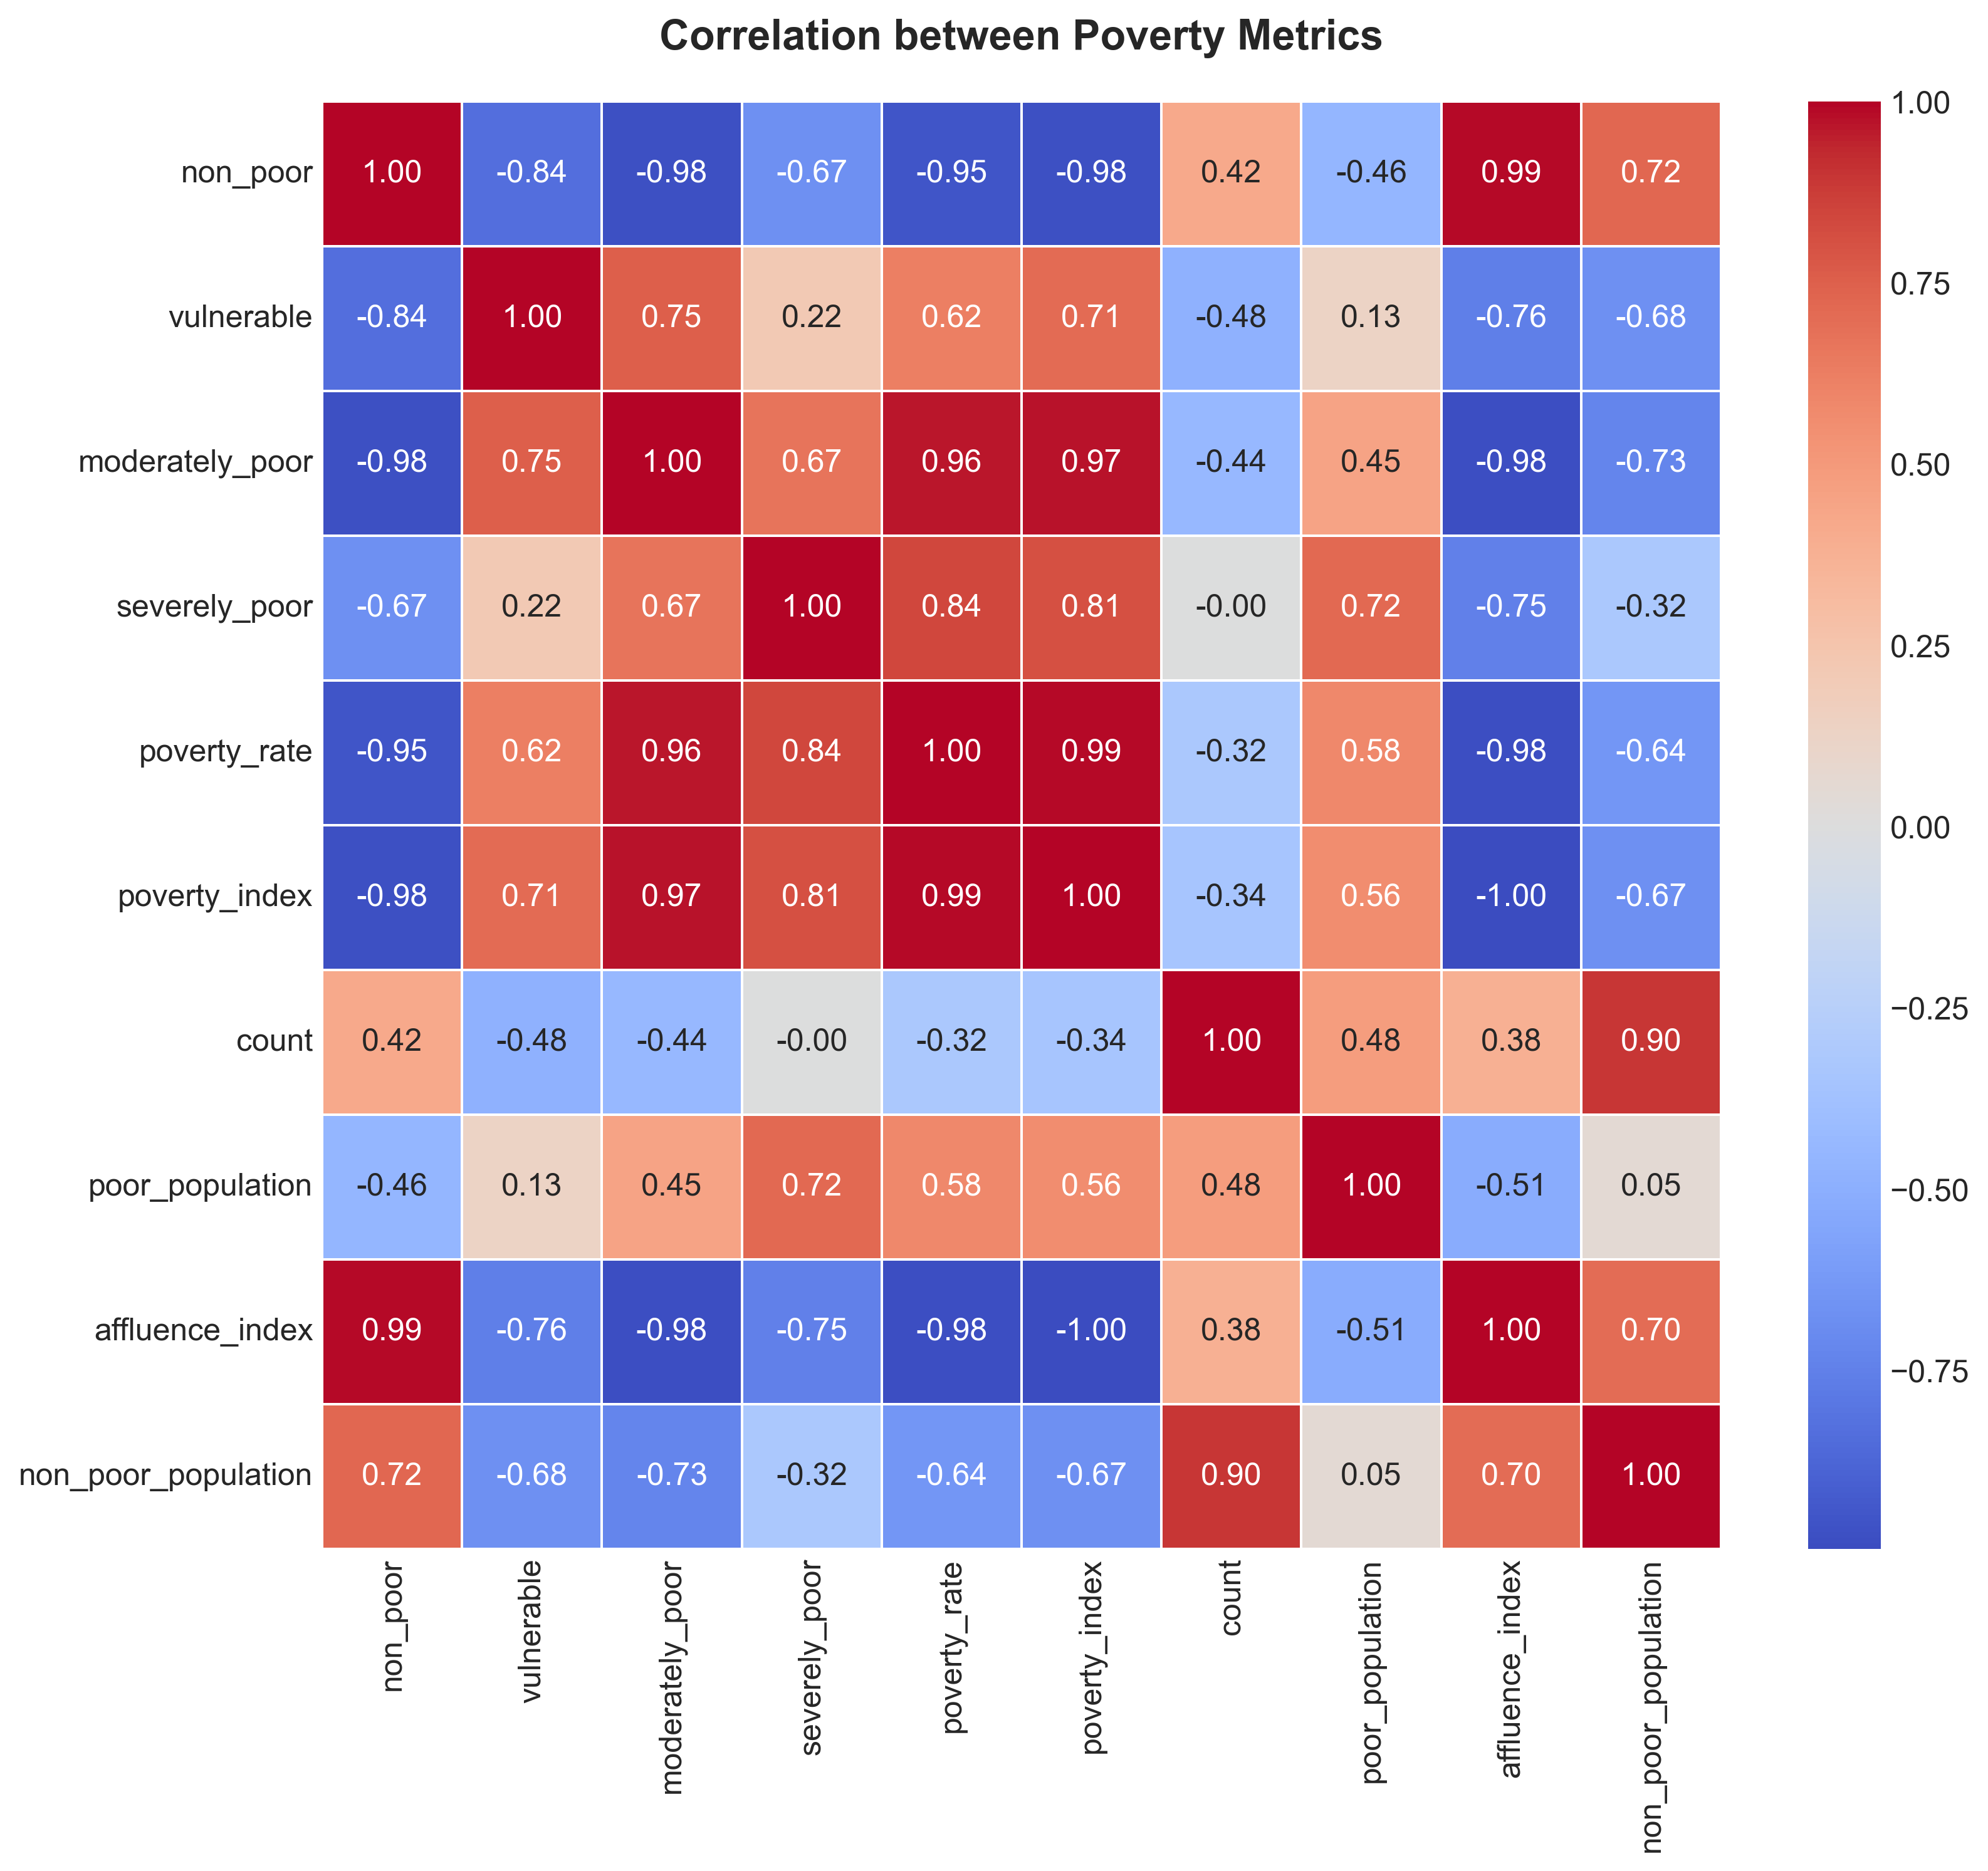 Correlation between Poverty Metrics
non_poor 1.00 -0.84 -0.98 -0.67 -0.95 -0.98 0.42 -0.46 0.99 0.72
vulnerable -0.84 1.00 0.75 0.22 0.62 0.71 -0.48 0.13 -0.76 -0.68
moderately_poor -0.98 0.75 1.00 0.67 0.96 0.97 -0.44 0.45 -0.98 -0.73
severely_poor -0.67 0.22 0.67 1.00 0.84 0.81 -0.00 0.72 -0.75 -0.32
poverty_rate -0.95 0.62 0.96 0.84 1.00 0.99 -0.32 0.58 -0.98 -0.64
poverty_index -0.98 0.71 0.97 0.81 0.99 1.00 -0.34 0.56 -1.00 -0.67
count 0.42 -0.48 -0.44 -0.00 -0.32 -0.34 1.00 0.48 0.38 0.90
poor_population -0.46 0.13 0.45 0.72 0.58 0.56 0.48 1.00 -0.51 0.05
affluence_index 0.99 -0.76 -0.98 -0.75 -0.98 -1.00 0.38 -0.51 1.00 0.70
non_poor_population 0.72 -0.68 -0.73 -0.32 -0.64 -0.67 0.90 0.05 0.70 1.00
non_poor
vulnerable
moderately_poor
severely_poor
poverty_rate
poverty_index
count
poor_population
affluence_index
non_poor_population
1.00
0.75
0.50
0.25
0.00
−0.25
−0.50
−0.75